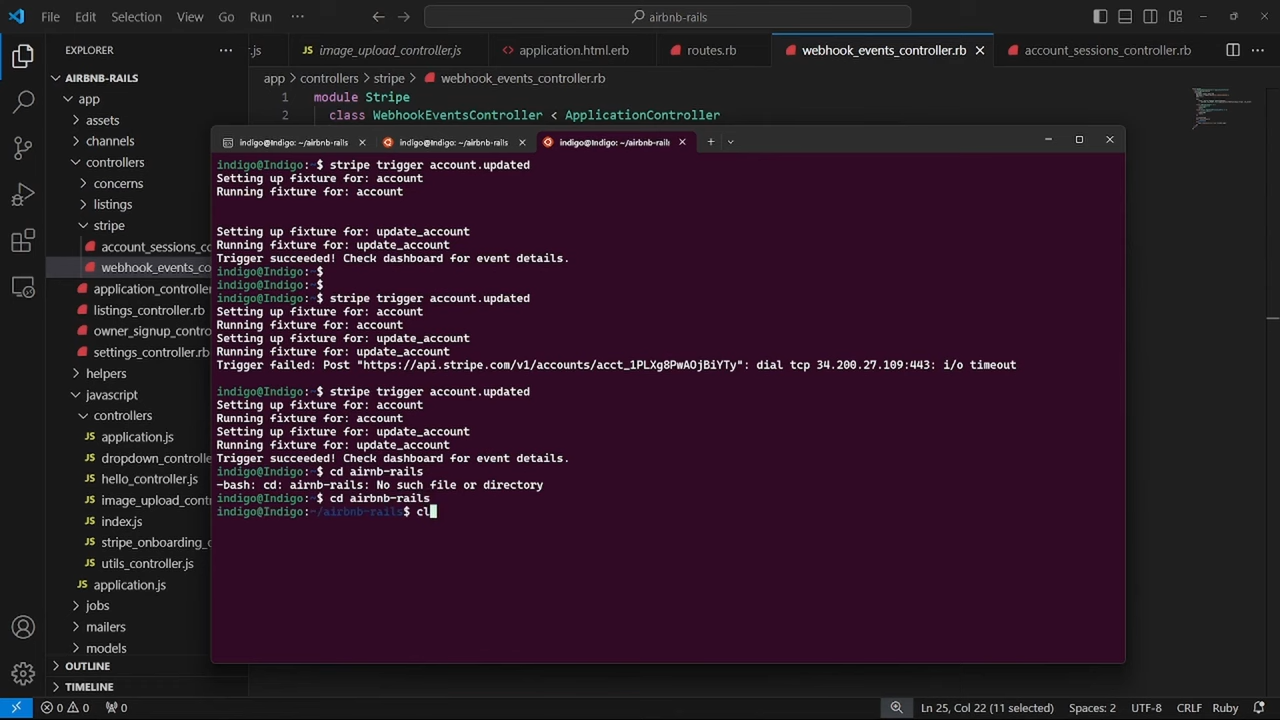 File Edit Selection View Go Run ··· airbnb-rails
EXPLORER ··· .js image_upload_controller.js application.html.erb routes.rb webhook_events_controller.rb account_sessions_controller.rb ···
AIRBNB-RAILS
app > controllers > stripe > webhook_events_controller.rb
1 module Stripe
2 class WebhookEventsController < ApplicationController
app
assets
channels
controllers
concerns
listings
stripe
account_sessions_co
webhook_events_co
application_controller
listings_controller.rb
owner_signup_contro
settings_controller.rb
helpers
javascript
controllers
application.js
dropdown_controller
hello_controller.js
image_upload_contr
index.js
stripe_onboarding_c
utils_controller.js
application.js
jobs
mailers
models
OUTLINE
TIMELINE
indigo@Indigo: ~/airbnb-rails indigo@Indigo: ~/airbnb-rails indigo@Indigo: ~/airbnb-rails
indigo@Indigo:~$ stripe trigger account.updated
Setting up fixture for: account
Running fixture for: account
Setting up fixture for: update_account
Running fixture for: update_account
Trigger succeeded! Check dashboard for event details.
indigo@Indigo:~$
indigo@Indigo:~$
indigo@Indigo:~$ stripe trigger account.updated
Setting up fixture for: account
Running fixture for: account
Setting up fixture for: update_account
Running fixture for: update_account
Trigger failed: Post "https://api.stripe.com/v1/accounts/acct_1PLXg8PwAOjBiYTy": dial tcp 34.200.27.109:443: i/o timeout
indigo@Indigo:~$ stripe trigger account.updated
Setting up fixture for: account
Running fixture for: account
Setting up fixture for: update_account
Running fixture for: update_account
Trigger succeeded! Check dashboard for event details.
indigo@Indigo:~$ cd airnb-rails
-bash: cd: airnb-rails: No such file or directory
indigo@Indigo:~$ cd airbnb-rails
indigo@Indigo:~/airbnb-rails$ cl
0 0 0 Ln 25, Col 22 (11 selected) Spaces: 2 UTF-8 CRLF Ruby